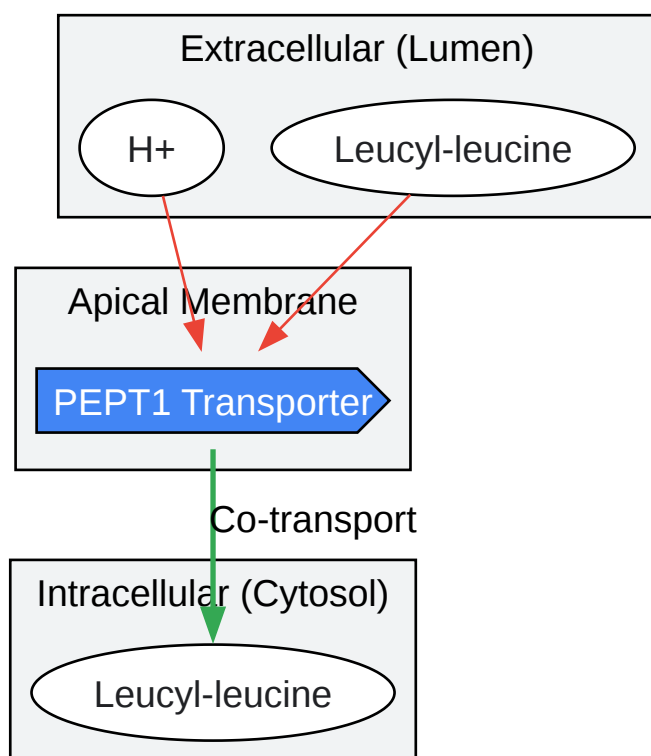 Extracellular (Lumen)
H+
Leucyl-leucine
Apical Membrane
PEPT1 Transporter
Co-transport
Intracellular (Cytosol)
Leucyl-leucine